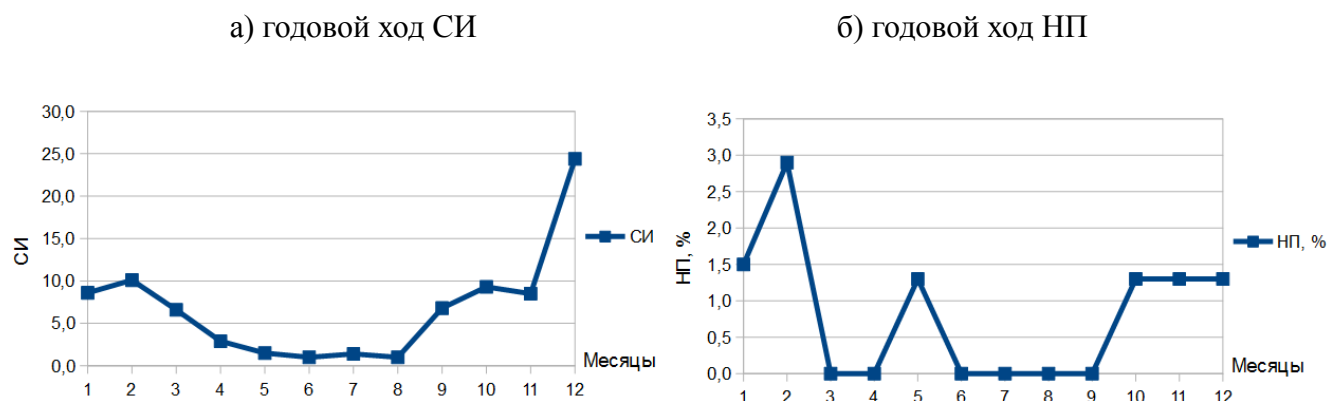 а) годовой ход СИ
б) годовой ход НП
30,0
25,0
20,0
15,0
10,0
5,0
0,0
СИ
1 2 3 4 5 6 7 8 9 10 11 12
Месяцы
СИ
3,5
3,0
2,5
2,0
1,5
1,0
0,5
0,0
НП, %
1 2 3 4 5 6 7 8 9 10 11 12
Месяцы
НП, %